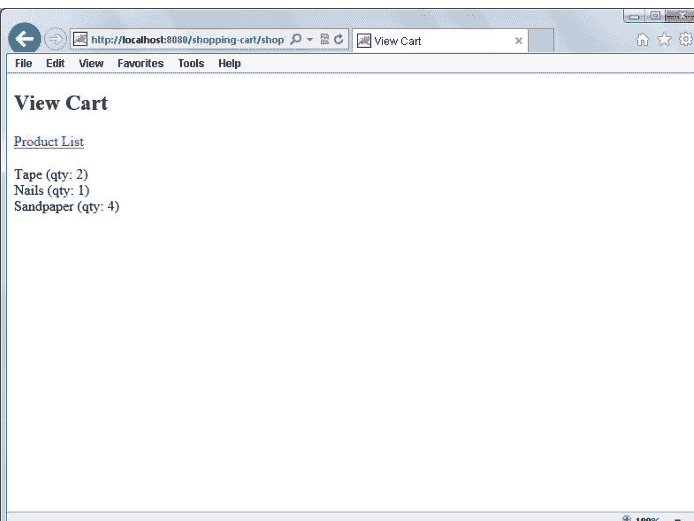 http://localhost:8080/shopping-cart/shop
View Cart
File Edit View Favorites Tools Help
View Cart
Product List
Tape (qty: 2)
Nails (qty: 1)
Sandpaper (qty: 4)